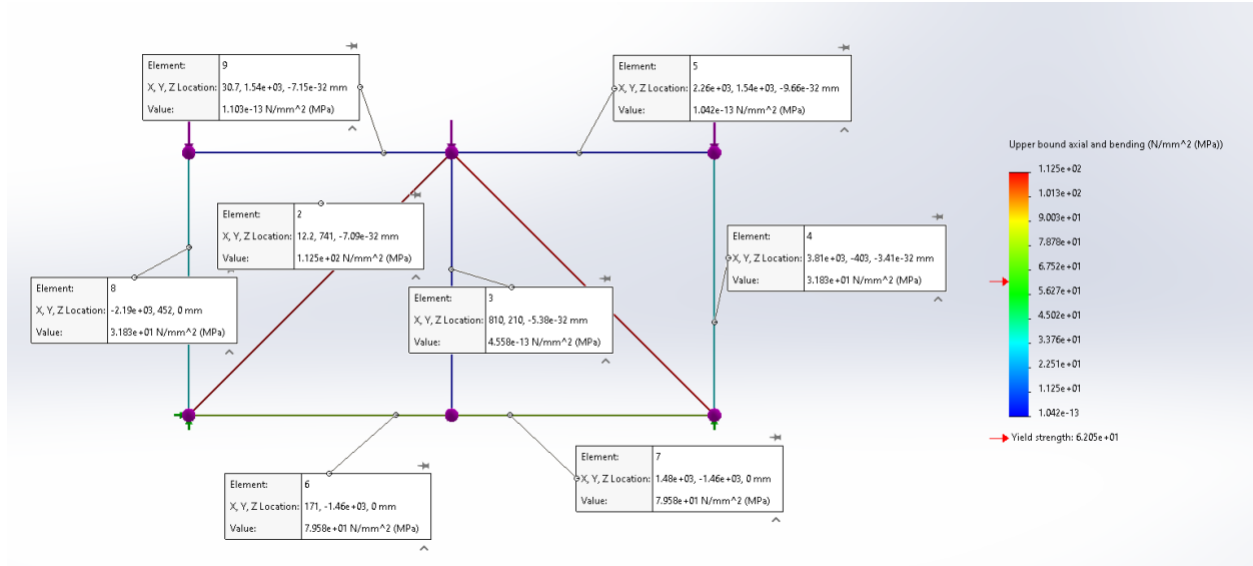 Element: 9
X, Y, Z Location: 30.7, 1.54e+03, -7.15e-32 mm
Value: 1.103e-13 N/mm^2 (MPa)
Element: 5
X, Y, Z Location: 2.26e+03, 1.54e+03, -9.66e-32 mm
Value: 1.042e-13 N/mm^2 (MPa)
Element: 2
X, Y, Z Location: 12.2, 741, -7.09e-32 mm
Value: 1.125e+02 N/mm^2 (MPa)
Element: 4
X, Y, Z Location: 3.81e+03, -403, -3.41e-32 mm
Value: 3.183e+01 N/mm^2 (MPa)
Element: 8
X, Y, Z Location: -2.19e+03, 452, 0 mm
Value: 3.183e+01 N/mm^2 (MPa)
Element: 3
X, Y, Z Location: 810, 210, -5.38e-32 mm
Value: 4.558e-13 N/mm^2 (MPa)
Element: 6
X, Y, Z Location: 171, -1.46e+03, 0 mm
Value: 7.958e+01 N/mm^2 (MPa)
Element: 7
X, Y, Z Location: 1.48e+03, -1.46e+03, 0 mm
Value: 7.958e+01 N/mm^2 (MPa)
Upper bound axial and bending (N/mm^2 (MPa))
1.125e+02
1.013e+02
9.003e+01
7.878e+01
6.752e+01
5.627e+01
4.502e+01
3.376e+01
2.251e+01
1.125e+01
1.042e-13
Yield strength: 6.205e+01